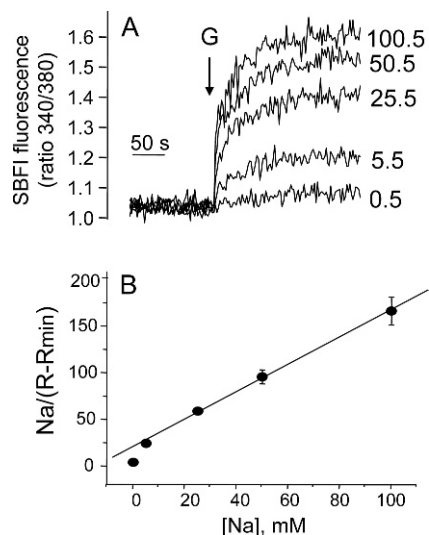 A
G
SBFI fluorescence
(ratio 340/380)
1.6
1.5
1.4
1.3
1.2
1.1
1.0
50 s
100.5
50.5
25.5
5.5
0.5
B
Na/(R-Rmin)
200
150
100
50
0
0 20 40 60 80 100
[Na], mM